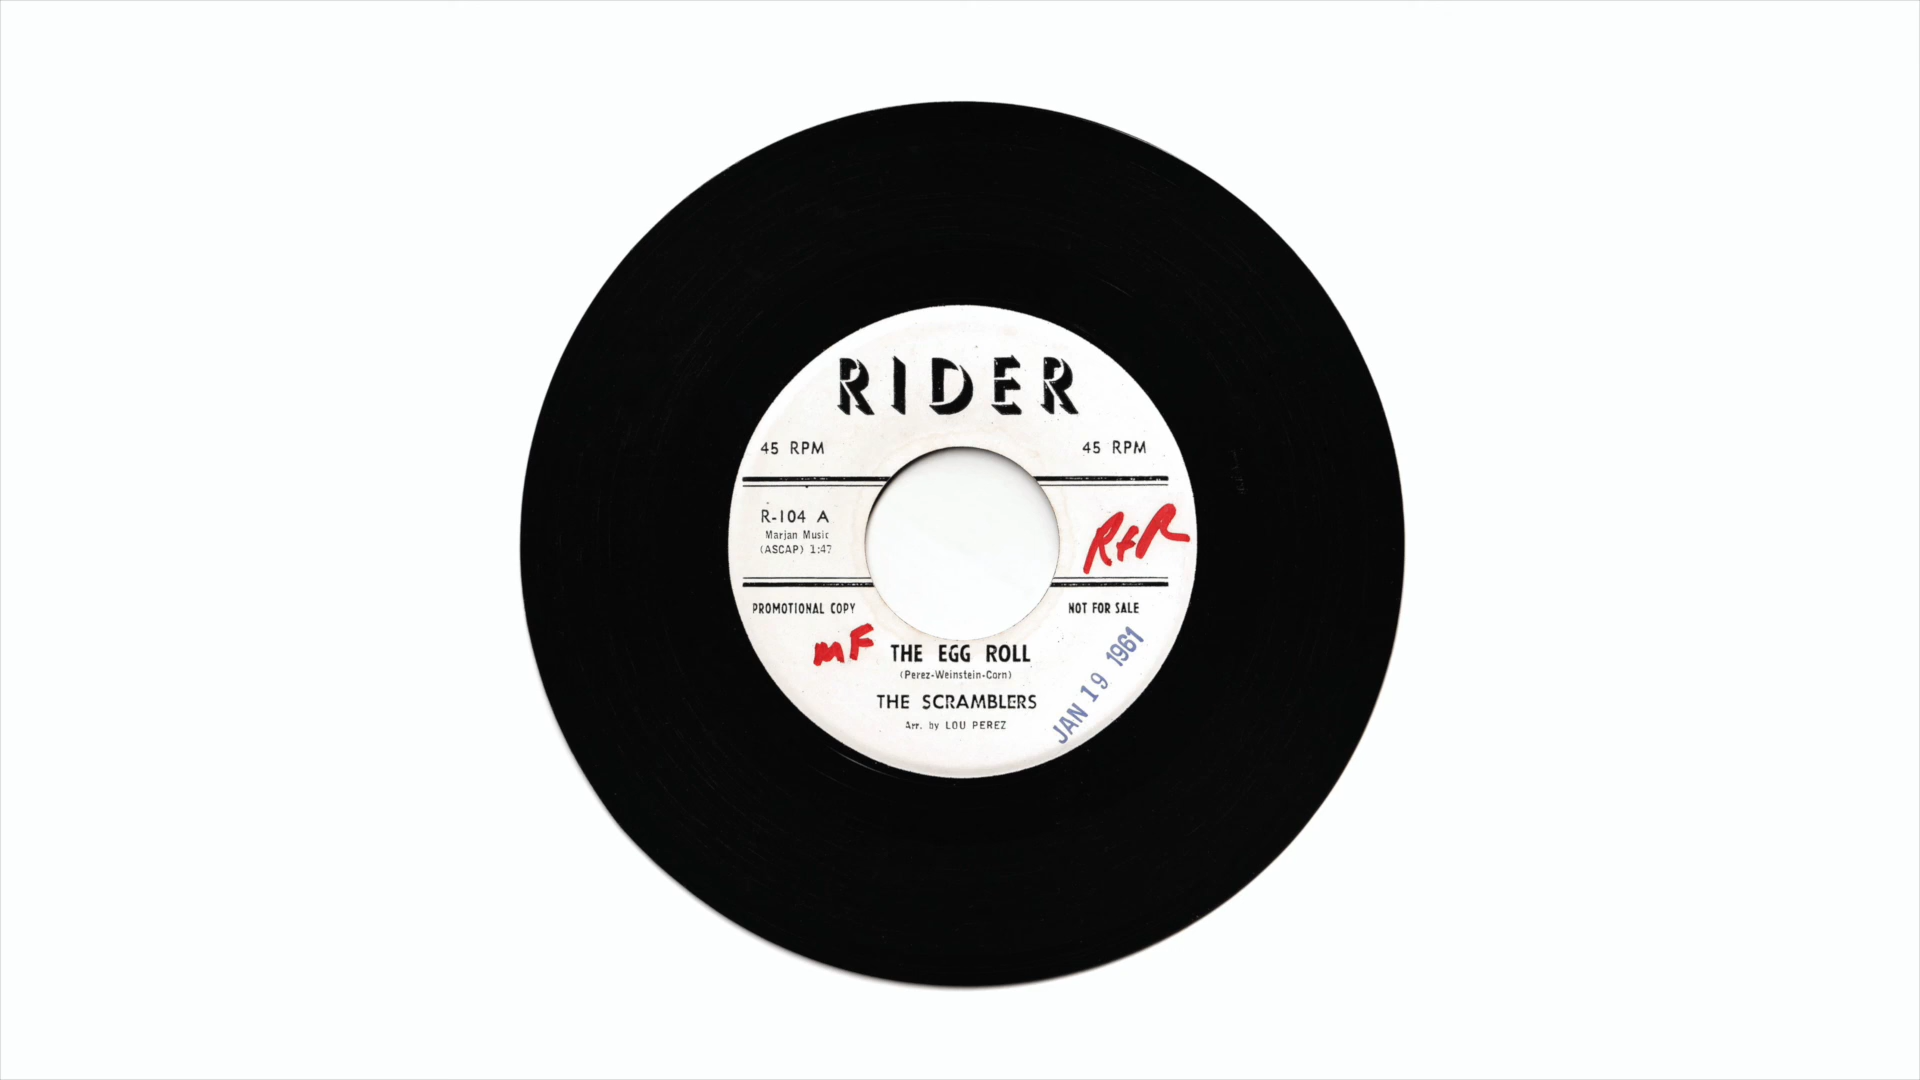 RIDER
45 RPM
45 RPM
R-104 A
Marjan Music
(ASCAP) 1:47
R+R
PROMOTIONAL COPY
NOT FOR SALE
MF
THE EGG ROLL
(Perez-Weinstein-Corn)
THE SCRAMBLERS
Arr. by LOU PEREZ
JAN 19 1961